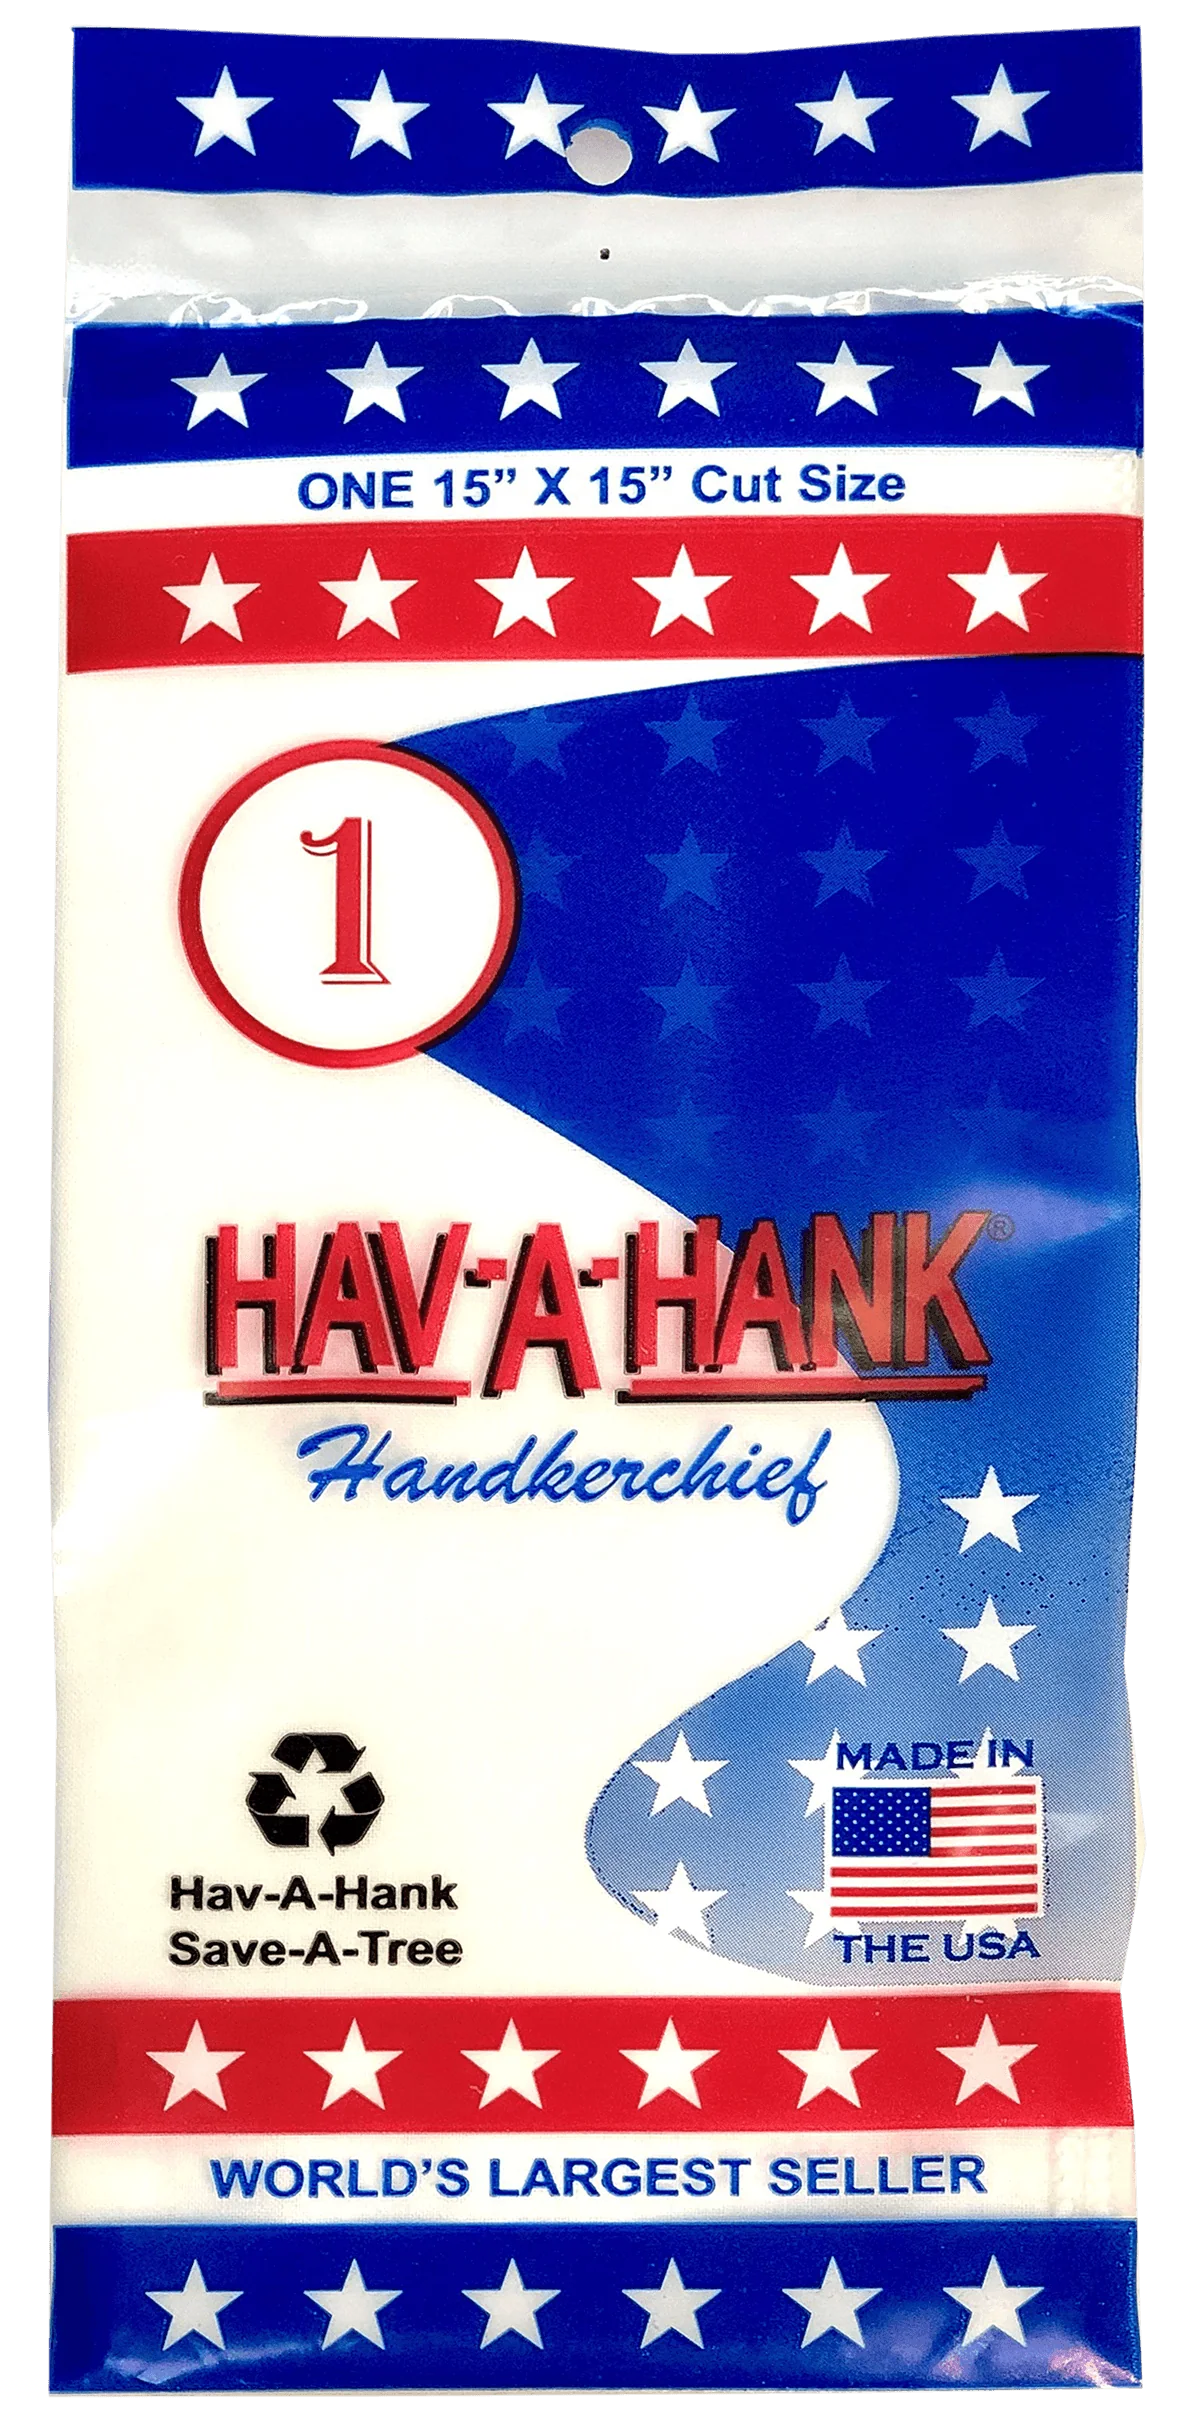 ONE 15” X 15” Cut Size
1
HAV-A-HANK®
Handkerchief
Hav-A-Hank
Save-A-Tree
MADE IN
THE USA
WORLD’S LARGEST SELLER